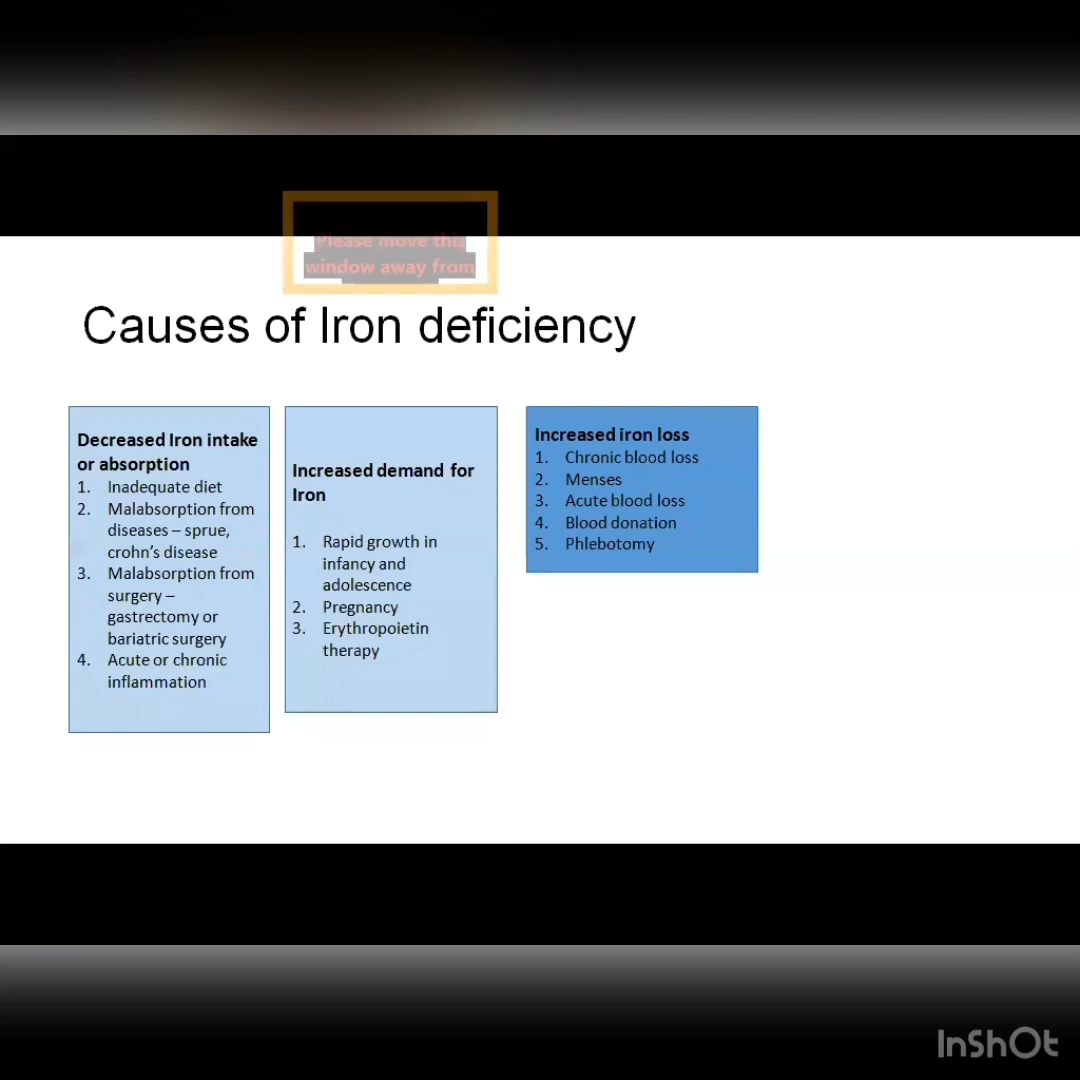 Please move this
window away from
Causes of Iron deficiency
Decreased Iron intake
or absorption
1. Inadequate diet
2. Malabsorption from
diseases – sprue,
crohn's disease
3. Malabsorption from
surgery –
gastrectomy or
bariatric surgery
4. Acute or chronic
inflammation
Increased demand for
Iron
1. Rapid growth in
infancy and
adolescence
2. Pregnancy
3. Erythropoietin
therapy
Increased iron loss
1. Chronic blood loss
2. Menses
3. Acute blood loss
4. Blood donation
5. Phlebotomy
InShOt